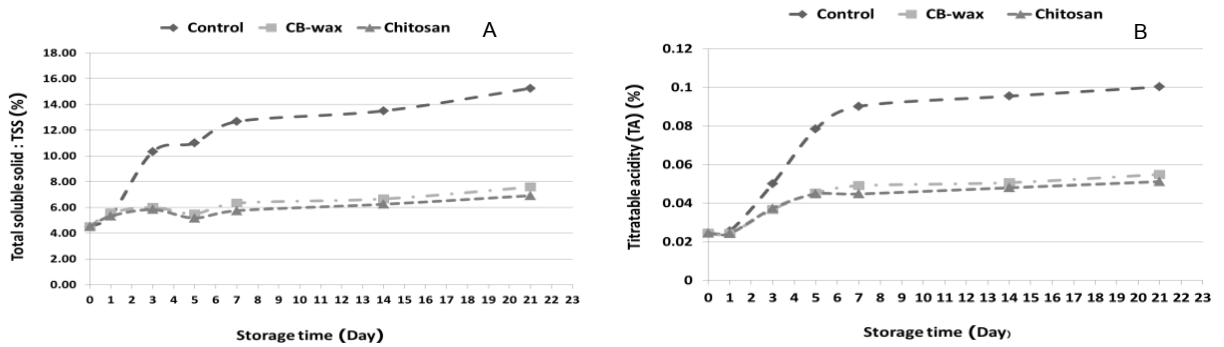 Control CB-wax Chitosan A
18.00
16.00
14.00
12.00
10.00
8.00
6.00
4.00
2.00
0.00
Total soluble solid : TSS (%)
0 1 2 3 4 5 6 7 8 9 10 11 12 13 14 15 16 17 18 19 20 21 22 23
Storage time (Day)
Control CB-wax Chitosan B
0.12
0.1
0.08
0.06
0.04
0.02
0
Titratable acidity (TA) (%)
0 1 2 3 4 5 6 7 8 9 10 11 12 13 14 15 16 17 18 19 20 21 22 23
Storage time (Day)